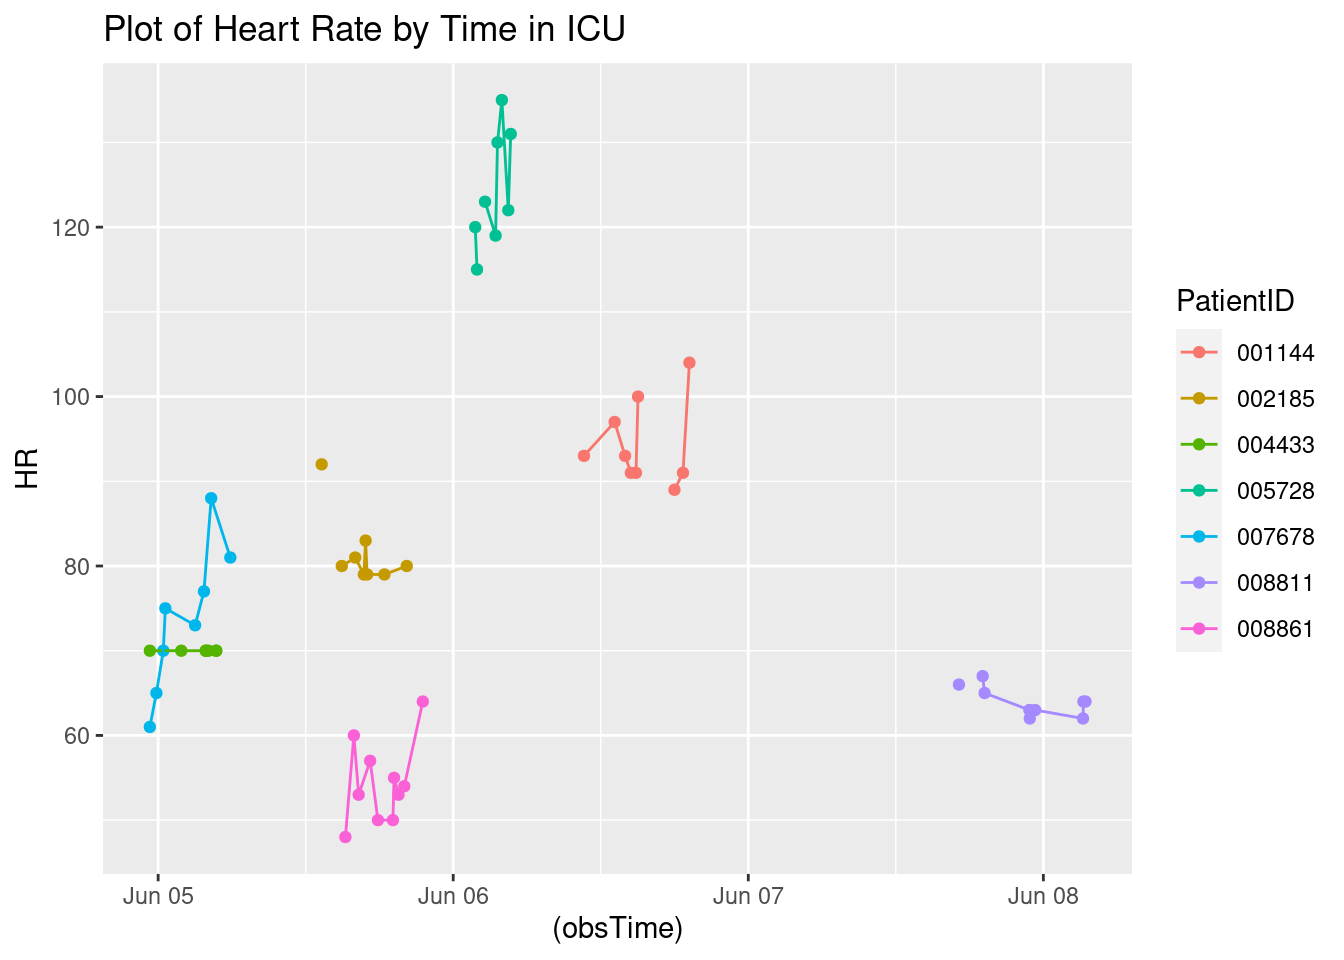 Plot of Heart Rate by Time in ICU
HR
120
100
80
60
Jun 05 Jun 06 Jun 07 Jun 08
(obsTime)
PatientID
001144
002185
004433
005728
007678
008811
008861